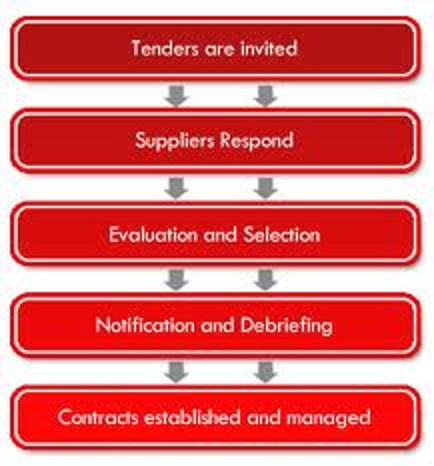 Tenders are invited
Suppliers Respond
Evaluation and Selection
Notification and Debriefing
Contracts established and managed